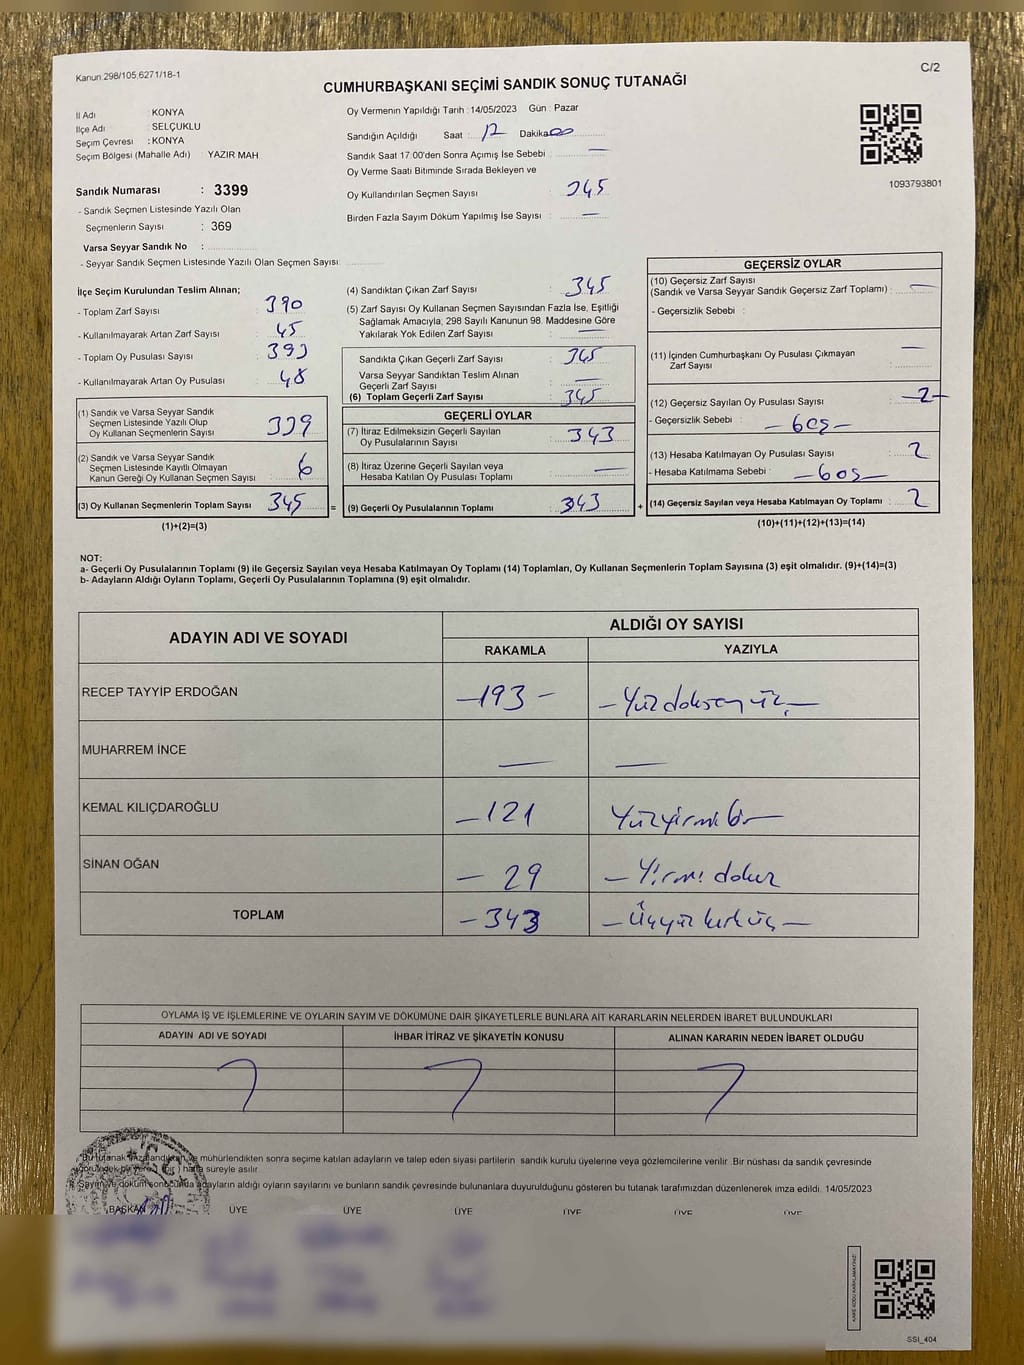 Kanun 298/105,6271/18-1
C/2
CUMHURBAŞKANI SEÇİMİ SANDIK SONUÇ TUTANAĞI
İl Adı : KONYA
İlçe Adı : SELÇUKLU
Seçim Çevresi : KONYA
Seçim Bölgesi (Mahalle Adı) : YAZIR MAH
Sandık Numarası : 3399
- Sandık Seçmen Listesinde Yazılı Olan
Seçmenlerin Sayısı : 369
Varsa Seyyar Sandık No :
- Seyyar Sandık Seçmen Listesinde Yazılı Olan Seçmen Sayısı:
Oy Vermenin Yapıldığı Tarih : 14/05/2023 Gün : Pazar
Sandığın Açıldığı Saat : 17 Dakika 00
Sandık Saat 17:00'den Sonra Açımış İse Sebebi : —
Oy Verme Saati Bitiminde Sırada Bekleyen ve
Oy Kullandırılan Seçmen Sayısı : 345
Birden Fazla Sayım Döküm Yapılmış İse Sayısı : —
1093793801
İlçe Seçim Kurulundan Teslim Alınan;
- Toplam Zarf Sayısı : 390
- Kullanılmayarak Artan Zarf Sayısı : 45
- Toplam Oy Pusulası Sayısı : 393
- Kullanılmayarak Artan Oy Pusulası : 48
(1) Sandık ve Varsa Seyyar Sandık
Seçmen Listesinde Yazılı Olup
Oy Kullanan Seçmenlerin Sayısı : 339
(2) Sandık ve Varsa Seyyar Sandık
Seçmen Listesinde Kayıtlı Olmayan
Kanun Gereği Oy Kullanan Seçmen Sayısı : 6
(3) Oy Kullanan Seçmenlerin Toplam Sayısı : 345 =
(1)+(2)=(3)
(4) Sandıktan Çıkan Zarf Sayısı : 345
(5) Zarf Sayısı Oy Kullanan Seçmen Sayısından Fazla İse, Eşitliği
Sağlamak Amacıyla, 298 Sayılı Kanunun 98. Maddesine Göre
Yakılarak Yok Edilen Zarf Sayısı : —
Sandıkta Çıkan Geçerli Zarf Sayısı : 345
Varsa Seyyar Sandıktan Teslim Alınan
Geçerli Zarf Sayısı : —
(6) Toplam Geçerli Zarf Sayısı : 345
GEÇERLİ OYLAR
(7) İtiraz Edilmeksizin Geçerli Sayılan
Oy Pusulalarının Sayısı : 343
(8) İtiraz Üzerine Geçerli Sayılan veya
Hesaba Katılan Oy Pusulası Toplamı : —
(9) Geçerli Oy Pusulalarının Toplamı : 343 +
GEÇERSİZ OYLAR
(10) Geçersiz Zarf Sayısı
(Sandık ve Varsa Seyyar Sandık Geçersiz Zarf Toplamı) : —
- Geçersizlik Sebebi :
(11) İçinden Cumhurbaşkanı Oy Pusulası Çıkmayan
Zarf Sayısı : —
(12) Geçersiz Sayılan Oy Pusulası Sayısı : -2-
- Geçersizlik Sebebi : - boş -
(13) Hesaba Katılmayan Oy Pusulası Sayısı : 2
- Hesaba Katılmama Sebebi : - boş -
(14) Geçersiz Sayılan veya Hesaba Katılmayan Oy Toplamı : 2
(10)+(11)+(12)+(13)=(14)
NOT:
a- Geçerli Oy Pusulalarının Toplamı (9) ile Geçersiz Sayılan veya Hesaba Katılmayan Oy Toplamı (14) Toplamları, Oy Kullanan Seçmenlerin Toplam Sayısına (3) eşit olmalıdır. (9)+(14)=(3)
b- Adayların Aldığı Oyların Toplamı, Geçerli Oy Pusulalarının Toplamına (9) eşit olmalıdır.
ADAYIN ADI VE SOYADI
ALDIĞI OY SAYISI
RAKAMLA YAZIYLA
RECEP TAYYİP ERDOĞAN -193- - Yüzdoksan üç -
MUHARREM İNCE — —
KEMAL KILIÇDAROĞLU -121 Yüzyirmi bir
SİNAN OĞAN - 29 - Yirmi dokuz
TOPLAM - 343 - Üçyüz kırk üç -
OYLAMA İŞ VE İŞLEMLERİNE VE OYLARIN SAYIM VE DÖKÜMÜNE DAİR ŞİKAYETLERLE BUNLARA AİT KARARLARIN NELERDEN İBARET BULUNDUKLARI
ADAYIN ADI VE SOYADI İHBAR İTİRAZ VE ŞİKAYETİN KONUSU ALINAN KARARIN NEDEN İBARET OLDUĞU
Bu tutanak imzalandıktan ve mühürlendikten sonra seçime katılan adayların ve talep eden siyasi partilerin sandık kurulu üyelerine veya gözlemcilerine verilir .Bir nüshası da sandık çevresinde
hafta süreyle asılır.
Sayım ve döküm sonucunda adayların aldığı oyların sayılarını ve bunların sandık çevresinde bulunanlara duyurulduğunu gösteren bu tutanak tarafımızdan düzenlenerek imza edildi. 14/05/2023
BAŞKAN ÜYE ÜYE ÜYE ÜYE ÜYE ÜYE
SSI_404